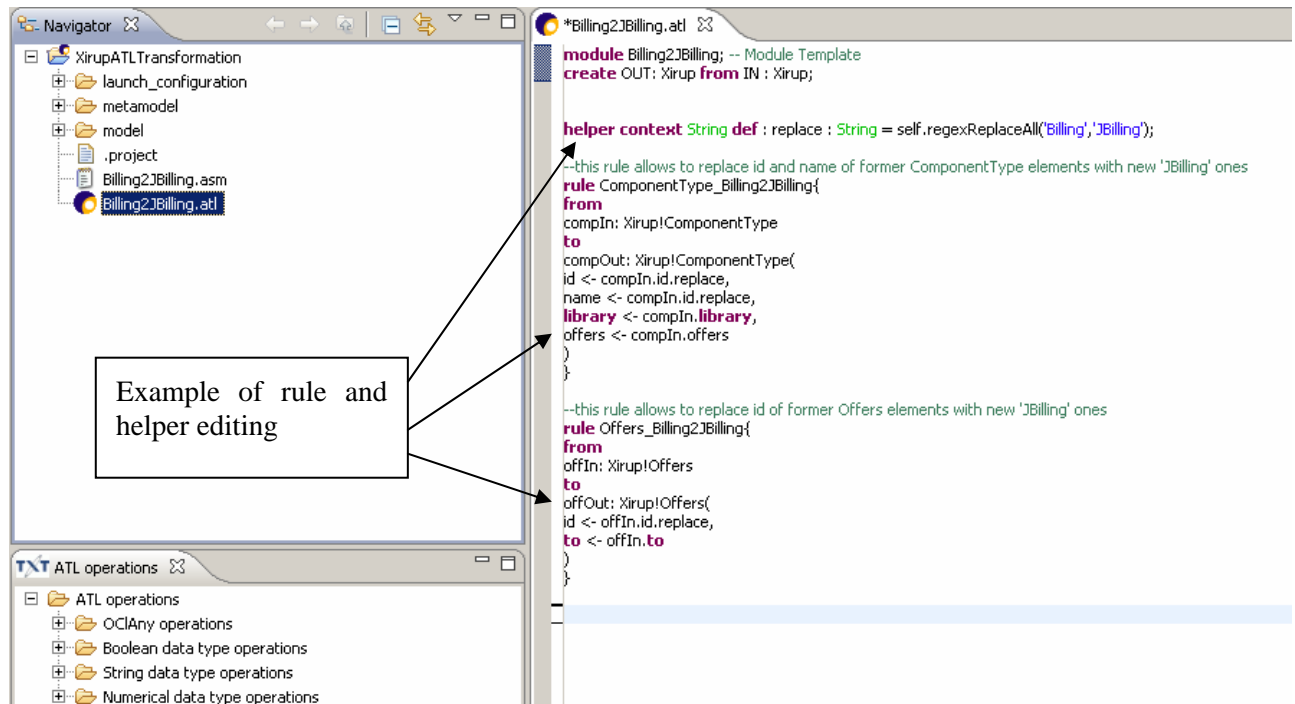 Navigator
XirupATLTransformation
launch_configuration
metamodel
model
.project
Billing2JBilling.asm
Billing2JBilling.atl
Example of rule and
helper editing
TXT ATL operations
ATL operations
OClAny operations
Boolean data type operations
String data type operations
Numerical data type operations
*Billing2JBilling.atl
module Billing2JBilling; -- Module Template
create OUT: Xirup from IN : Xirup;
helper context String def : replace : String = self.regexReplaceAll('Billing','JBilling');
--this rule allows to replace id and name of former ComponentType elements with new 'JBilling' ones
rule ComponentType_Billing2JBilling{
from
compIn: Xirup!ComponentType
to
compOut: Xirup!ComponentType(
id <- compIn.id.replace,
name <- compIn.id.replace,
library <- compIn.library,
offers <- compIn.offers
)
}
--this rule allows to replace id of former Offers elements with new 'JBilling' ones
rule Offers_Billing2JBilling{
from
offIn: Xirup!Offers
to
offOut: Xirup!Offers(
id <- offIn.id.replace,
to <- offIn.to
)
}